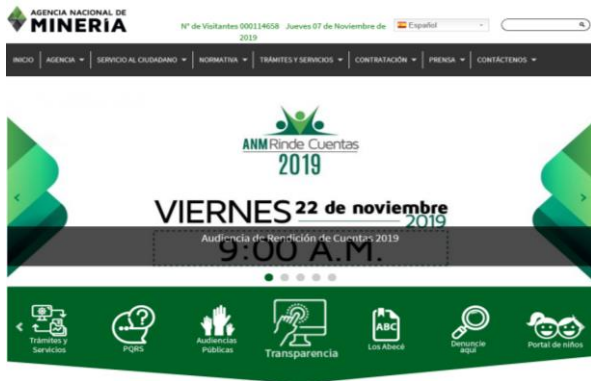 AGENCIA NACIONAL DE
MINERÍA
N° de Visitantes 000114658 Jueves 07 de Noviembre de
2019
Español
INICIO AGENCIA SERVICIO AL CIUDADANO NORMATIVA TRÁMITES Y SERVICIOS CONTRATACIÓN PRENSA CONTÁCTENOS
ANM Rinde Cuentas
2019
VIERNES 22 de noviembre
2019
Audiencia de Rendición de Cuentas 2019
9:00 A.M.
Trámites y
Servicios
PQRS
Audiencias
Públicas
Transparencia
ABC
Los Abecé
Denuncie
aquí
Portal de niños